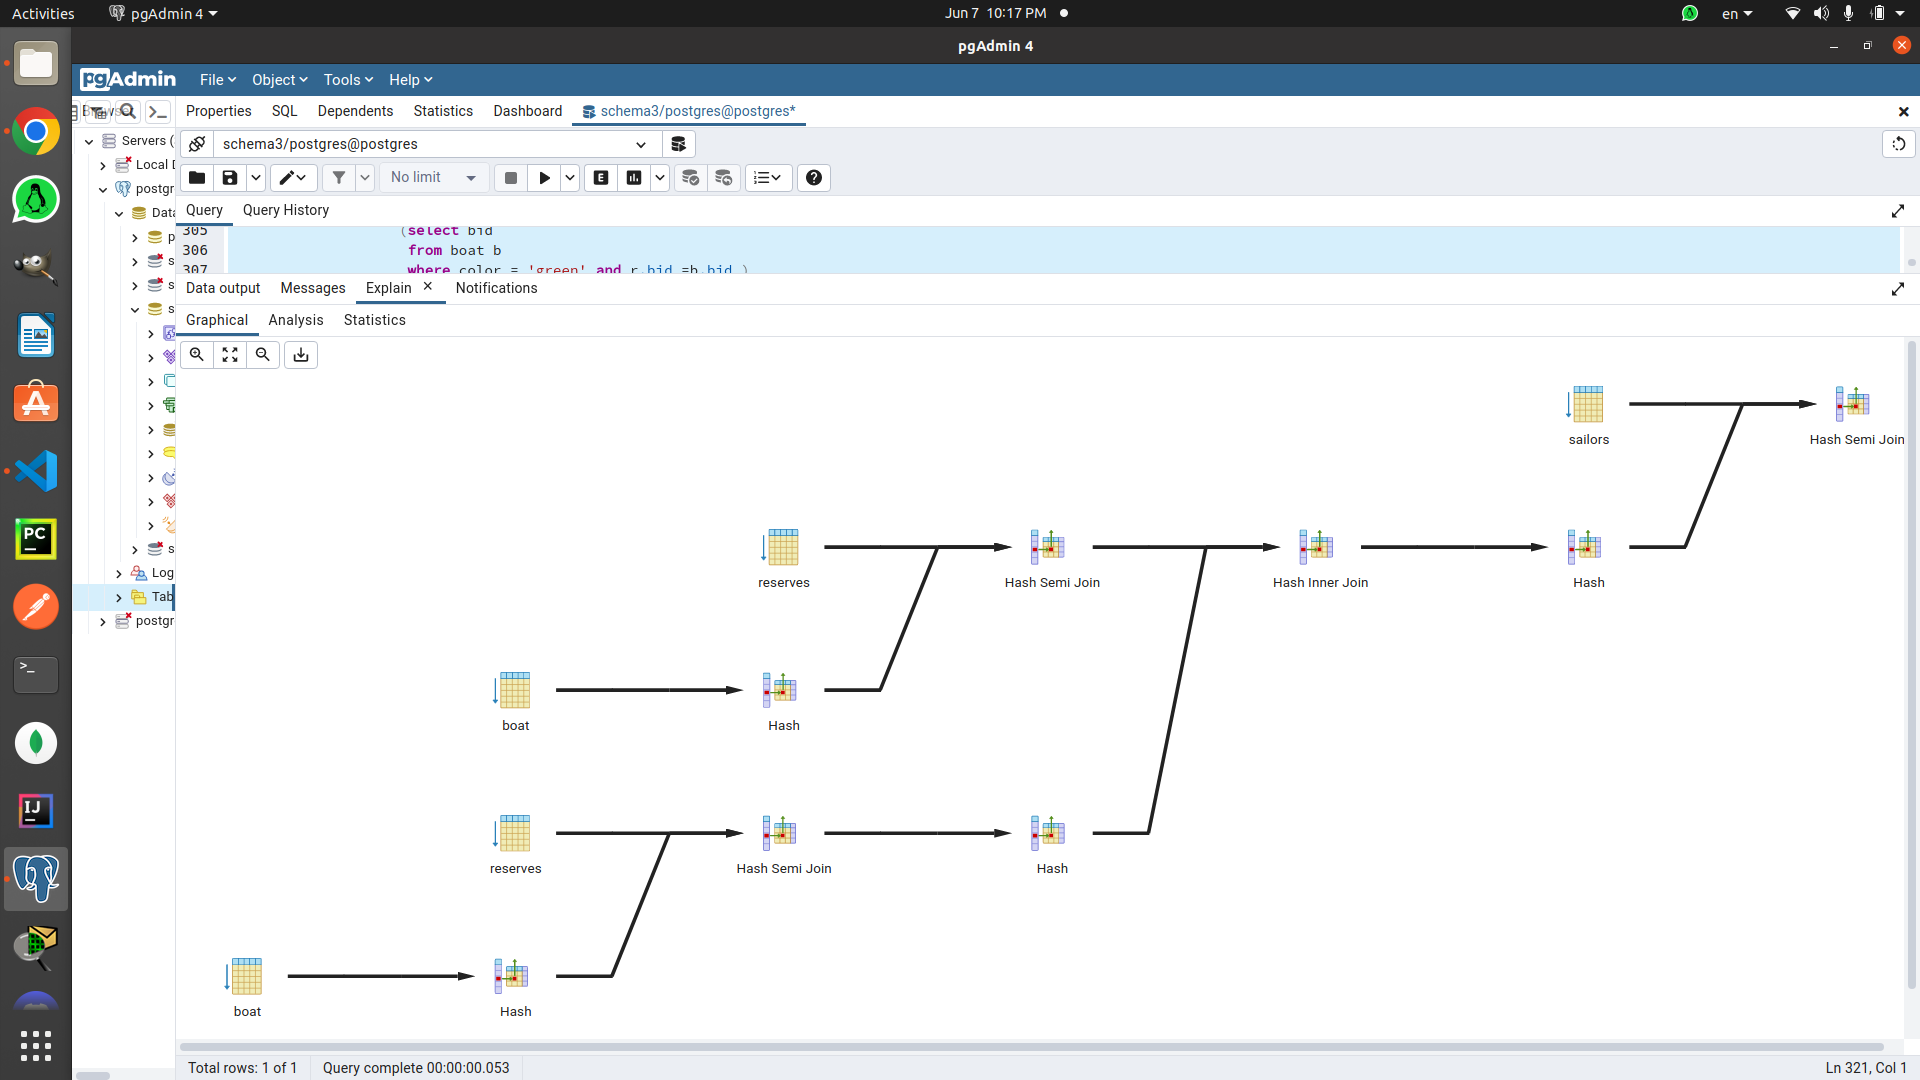 Activities
pgAdmin 4
Jun 7 10:17 PM
en
pgAdmin 4
pgAdmin
File
Object
Tools
Help
Properties
SQL
Dependents
Statistics
Dashboard
schema3/postgres@postgres*
Servers (
Local D
postgr
Data
p
s
s
s
s
Log
Tab
postgr
schema3/postgres@postgres
No limit
E
Query
Query History
305 (select bid
306 from boat b
307 where color = 'green' and r.bid =b.bid )
Data output
Messages
Explain
Notifications
Graphical
Analysis
Statistics
sailors
Hash Semi Join
reserves
Hash Semi Join
Hash Inner Join
Hash
boat
Hash
reserves
Hash Semi Join
Hash
boat
Hash
PC
IJ
Total rows: 1 of 1
Query complete 00:00:00.053
Ln 321, Col 1